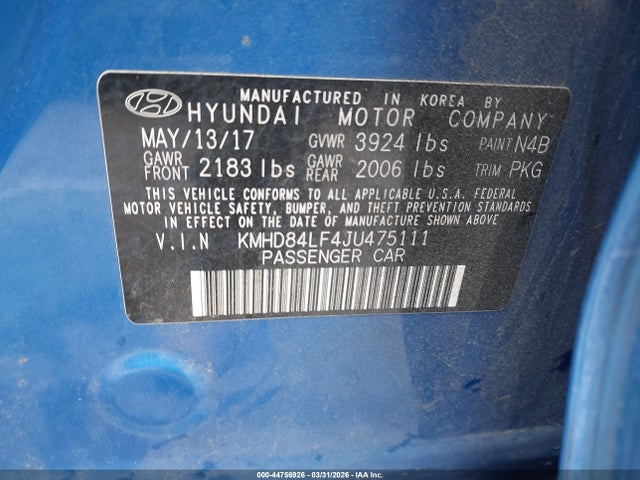 MANUFACTURED IN KOREA BY
HYUNDAI MOTOR COMPANY
MAY/13/17 GVWR 3924 lbs PAINT N4B
GAWR FRONT 2183 lbs GAWR REAR 2006 lbs TRIM PKG
THIS VEHICLE CONFORMS TO ALL APPLICABLE U.S.A. FEDERAL
MOTOR VEHICLE SAFETY, BUMPER, AND THEFT PREVENTION STANDARDS
IN EFFECT ON THE DATE OF MANUFACTURE SHOWN ABOVE
V.I.N KMHD84LF4JU475111
PASSENGER CAR
000-44756926 - 03/31/2026 - IAA Inc.